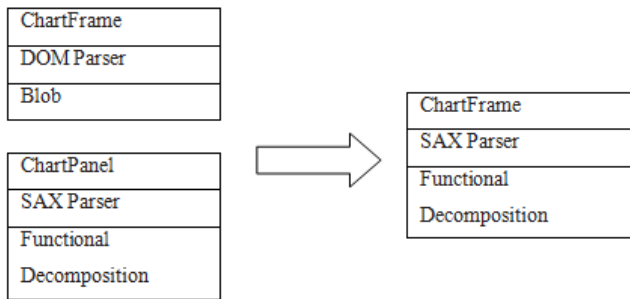 ChartFrame
DOM Parser
Blob
ChartPanel
SAX Parser
Functional
Decomposition
ChartFrame
SAX Parser
Functional
Decomposition